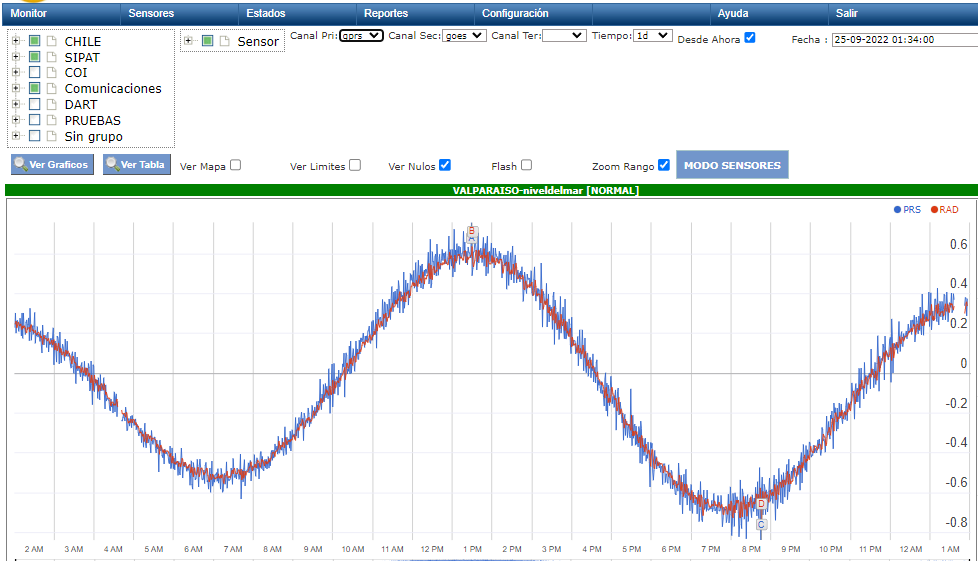 Monitor Sensores Estados Reportes Configuración Ayuda Salir
CHILE
SIPAT
COI
Comunicaciones
DART
PRUEBAS
Sin grupo
Sensor
Canal Pri: gprs Canal Sec: goes Canal Ter: Tiempo: 1d Desde Ahora Fecha : 25-09-2022 01:34:00
Ver Graficos Ver Tabla Ver Mapa Ver Limites Ver Nulos Flash Zoom Rango MODO SENSORES
VALPARAISO-niveldelmar [NORMAL]
PRS RAD
B
A
0.6
0.4
0.2
0
-0.2
-0.4
-0.6
-0.8
D
C
2 AM 3 AM 4 AM 5 AM 6 AM 7 AM 8 AM 9 AM 10 AM 11 AM 12 PM 1 PM 2 PM 3 PM 4 PM 5 PM 6 PM 7 PM 8 PM 9 PM 10 PM 11 PM 12 AM 1 AM